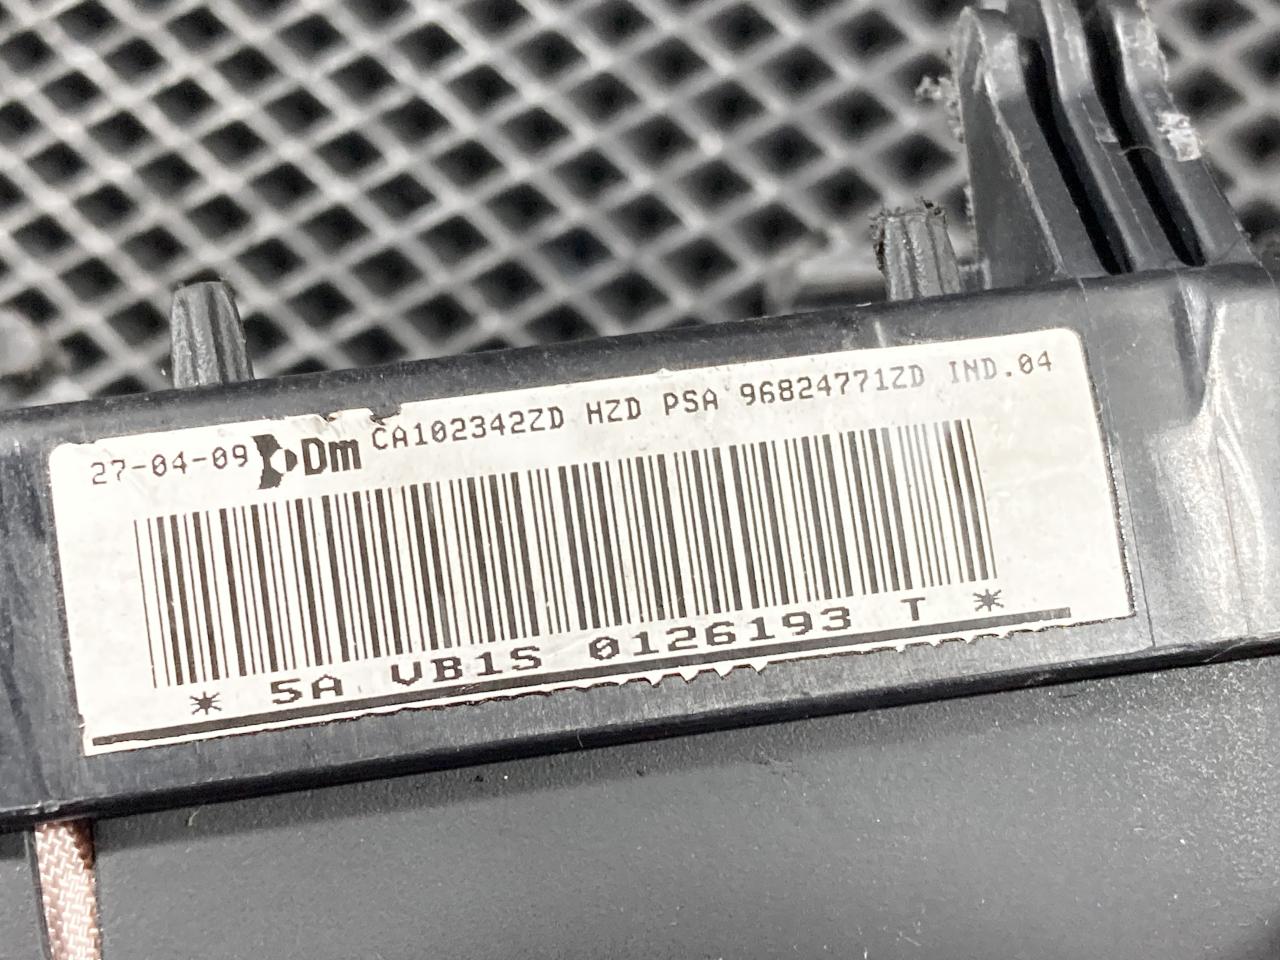 27-04-09 Dm CA102342ZD HZD PSA 96824771ZD IND.04
* 5A VB1S 0126193 T *